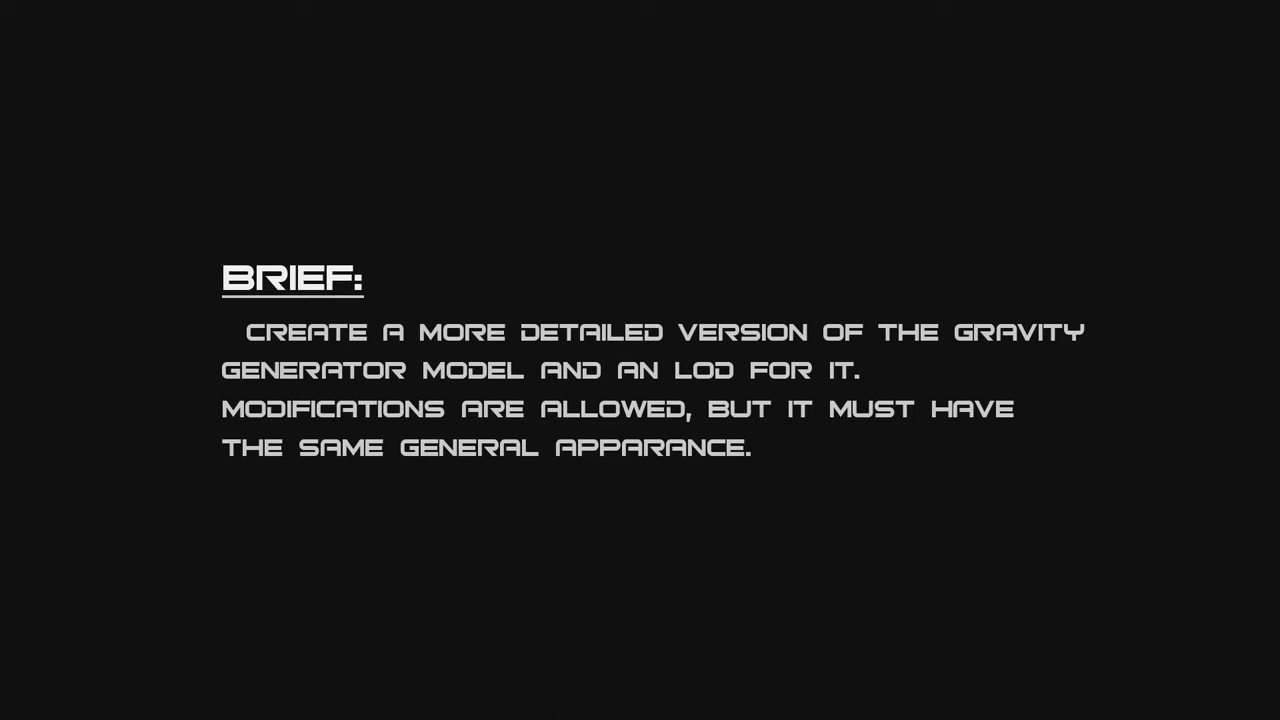 BRIEF:
CREATE A MORE DETAILED VERSION OF THE GRAVITY
GENERATOR MODEL AND AN LOD FOR IT.
MODIFICATIONS ARE ALLOWED, BUT IT MUST HAVE
THE SAME GENERAL APPARANCE.